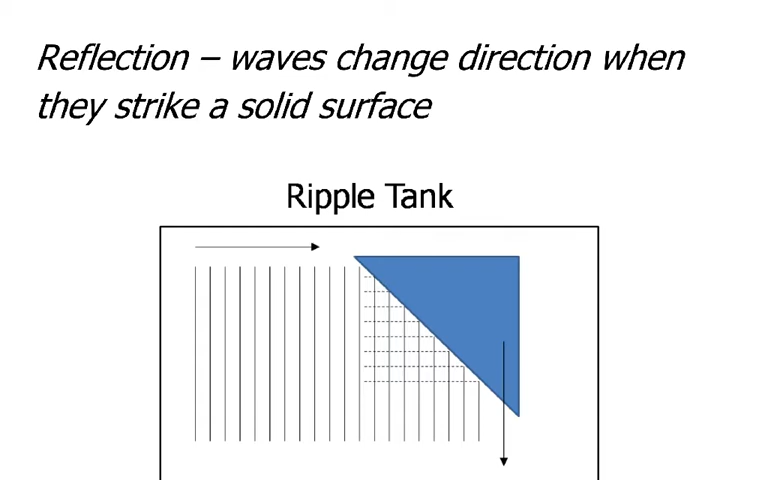 Reflection – waves change direction when
they strike a solid surface
Ripple Tank